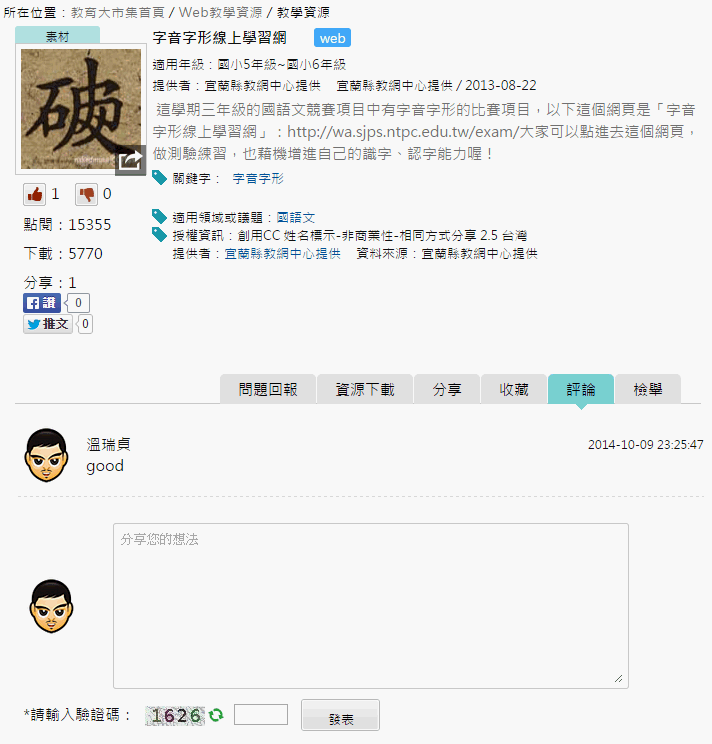 所在位置：教育大市集首頁 / Web教學資源 / 教學資源
素材
字音字形線上學習網 web
適用年級：國小5年級~國小6年級
提供者：宜蘭縣教網中心提供 宜蘭縣教網中心提供 / 2013-08-22
這學期三年級的國語文競賽項目中有字音字形的比賽項目，以下這個網頁是「字音
字形線上學習網」：http://wa.sjps.ntpc.edu.tw/exam/大家可以點進去這個網頁，
做測驗練習，也藉機增進自己的識字、認字能力喔！
破
關鍵字： 字音字形
1 0
點閱：15355
下載：5770
分享：1
讚 0
推文 0
適用領域或議題：國語文
授權資訊：創用CC 姓名標示-非商業性-相同方式分享 2.5 台灣
提供者：宜蘭縣教網中心提供 資料來源：宜蘭縣教網中心提供
問題回報 資源下載 分享 收藏 評論 檢舉
溫瑞貞 2014-10-09 23:25:47
good
分享您的想法
*請輸入驗證碼： 1626 發表